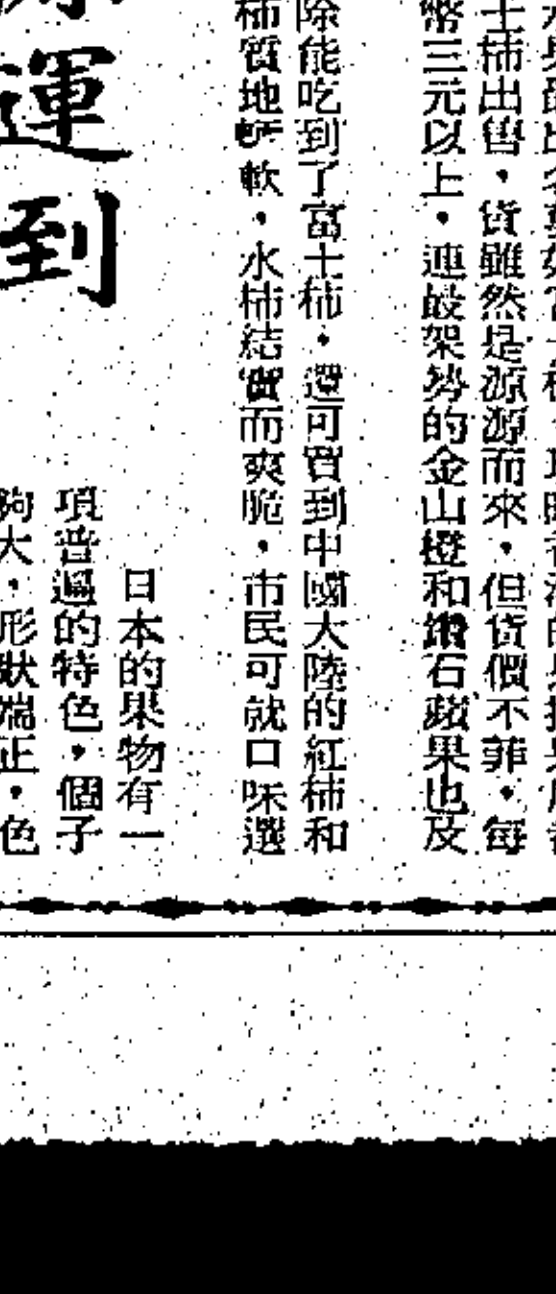 士柿出售，貨雖然是源源而來，但貨價不菲，每
幣三元以上，連最架勢的金山橙和鑽石蘋果也及
除能吃到了富士柿，還可買到中國大陸的紅柿和
柿質地軟，水柿結實而爽脆，市民可就口味選
運到
日本的果物有一
項普遍的特色，個子
夠大，形狀端正，色